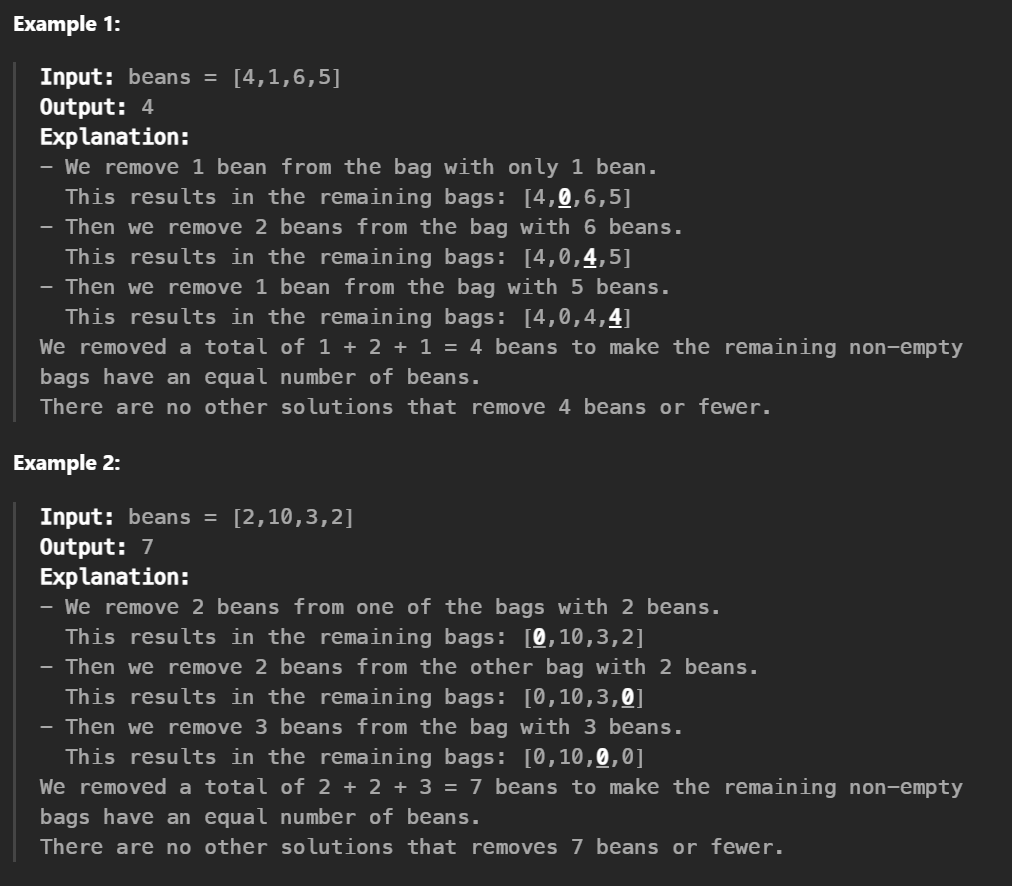 Example 1:
Input: beans = [4,1,6,5]
Output: 4
Explanation:
– We remove 1 bean from the bag with only 1 bean.
This results in the remaining bags: [4,0,6,5]
– Then we remove 2 beans from the bag with 6 beans.
This results in the remaining bags: [4,0,4,5]
– Then we remove 1 bean from the bag with 5 beans.
This results in the remaining bags: [4,0,4,4]
We removed a total of 1 + 2 + 1 = 4 beans to make the remaining non-empty
bags have an equal number of beans.
There are no other solutions that remove 4 beans or fewer.
Example 2:
Input: beans = [2,10,3,2]
Output: 7
Explanation:
– We remove 2 beans from one of the bags with 2 beans.
This results in the remaining bags: [0,10,3,2]
– Then we remove 2 beans from the other bag with 2 beans.
This results in the remaining bags: [0,10,3,0]
– Then we remove 3 beans from the bag with 3 beans.
This results in the remaining bags: [0,10,0,0]
We removed a total of 2 + 2 + 3 = 7 beans to make the remaining non-empty
bags have an equal number of beans.
There are no other solutions that removes 7 beans or fewer.